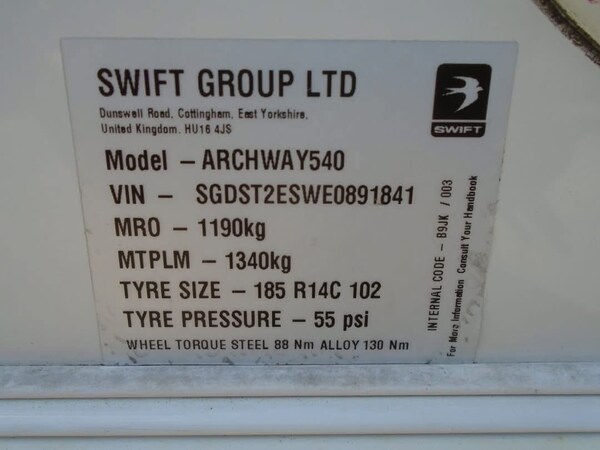 SWIFT GROUP LTD
Dunswell Road, Cottingham, East Yorkshire,
United Kingdom. HU16 4JS
SWIFT
Model – ARCHWAY540
VIN – SGDST2ESWE0891841
MRO – 1190kg
MTPLM – 1340kg
TYRE SIZE – 185 R14C 102
TYRE PRESSURE – 55 psi
WHEEL TORQUE STEEL 88 Nm ALLOY 130 Nm
INTERNAL CODE – B9JK / 003
For More Information Consult Your Handbook